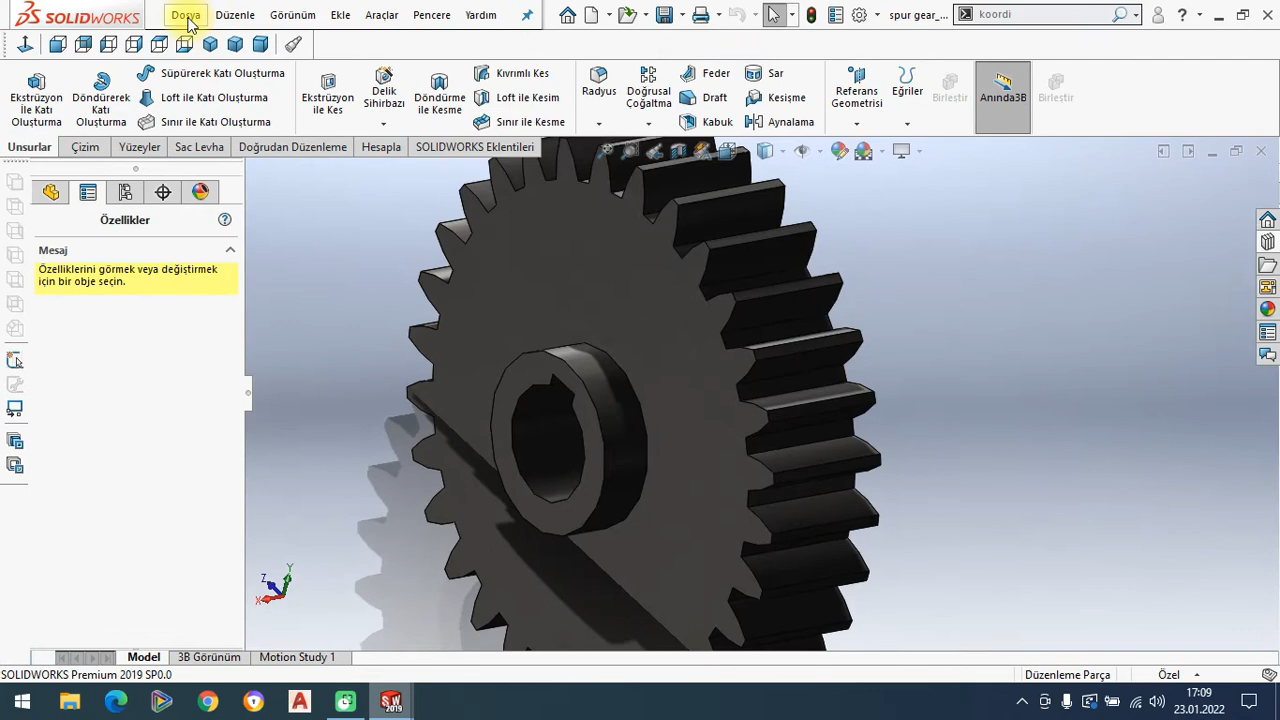 SOLIDWORKS Dosya Düzenle Görünüm Ekle Araçlar Pencere Yardım spur gear_... koordi
Ekstrüzyon ile Katı Oluşturma
Döndürerek Katı Oluşturma
Süpürerek Katı Oluşturma
Loft ile Katı Oluşturma
Sınır ile Katı Oluşturma
Ekstrüzyon ile Kes
Delik Sihirbazı
Döndürme ile Kesme
Kıvrımlı Kes
Loft ile Kesim
Sınır ile Kesme
Radyus
Doğrusal Çoğaltma
Feder
Draft
Kabuk
Sar
Kesişme
Aynalama
Referans Geometrisi
Eğriler
Birleştir
Anında3B
Birleştir
Unsurlar Çizim Yüzeyler Sac Levha Doğrudan Düzenleme Hesapla SOLIDWORKS Eklentileri
Özellikler
Mesaj
Özelliklerini görmek veya değiştirmek
için bir obje seçin.
Y
Z
X
Model 3B Görünüm Motion Study 1
SOLIDWORKS Premium 2019 SP0.0 Düzenleme Parça Özel
SW
2019
17:09
23.01.2022